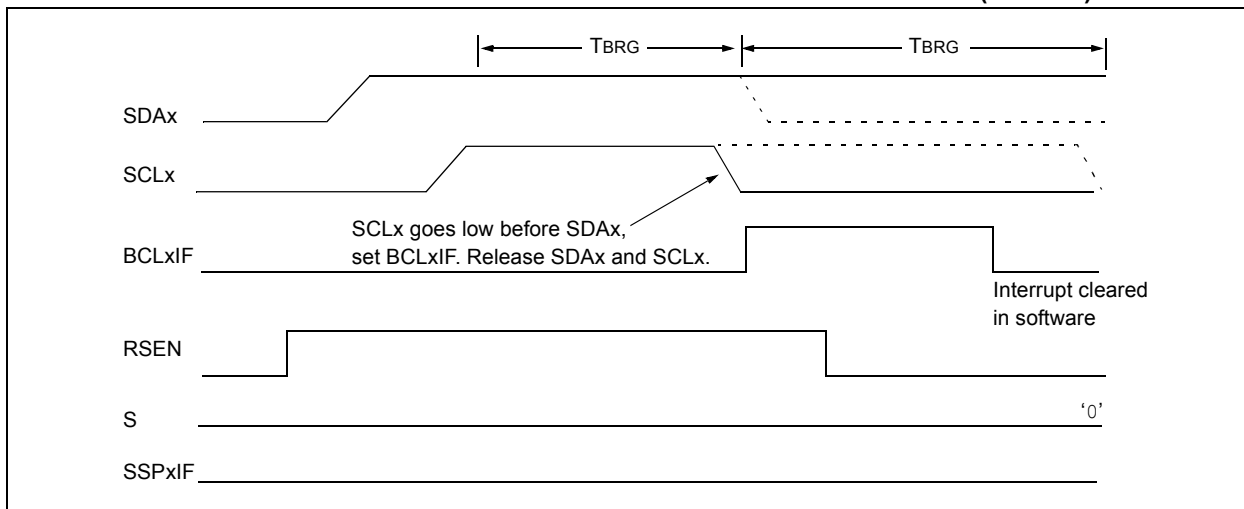 TBRG
TBRG
SDAx
SCLx
SCLx goes low before SDAx,
set BCLxIF. Release SDAx and SCLx.
BCLxIF
Interrupt cleared
in software
RSEN
S
‘0’
SSPxIF